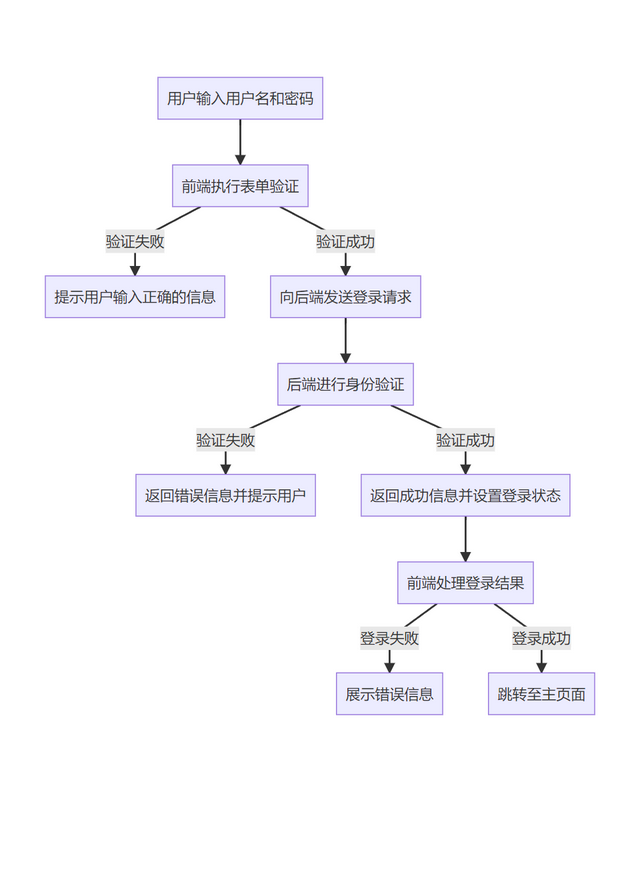 用户输入用户名和密码
前端执行表单验证
验证失败
验证成功
提示用户输入正确的信息
向后端发送登录请求
后端进行身份验证
验证失败
验证成功
返回错误信息并提示用户
返回成功信息并设置登录状态
前端处理登录结果
登录失败
登录成功
展示错误信息
跳转至主页面